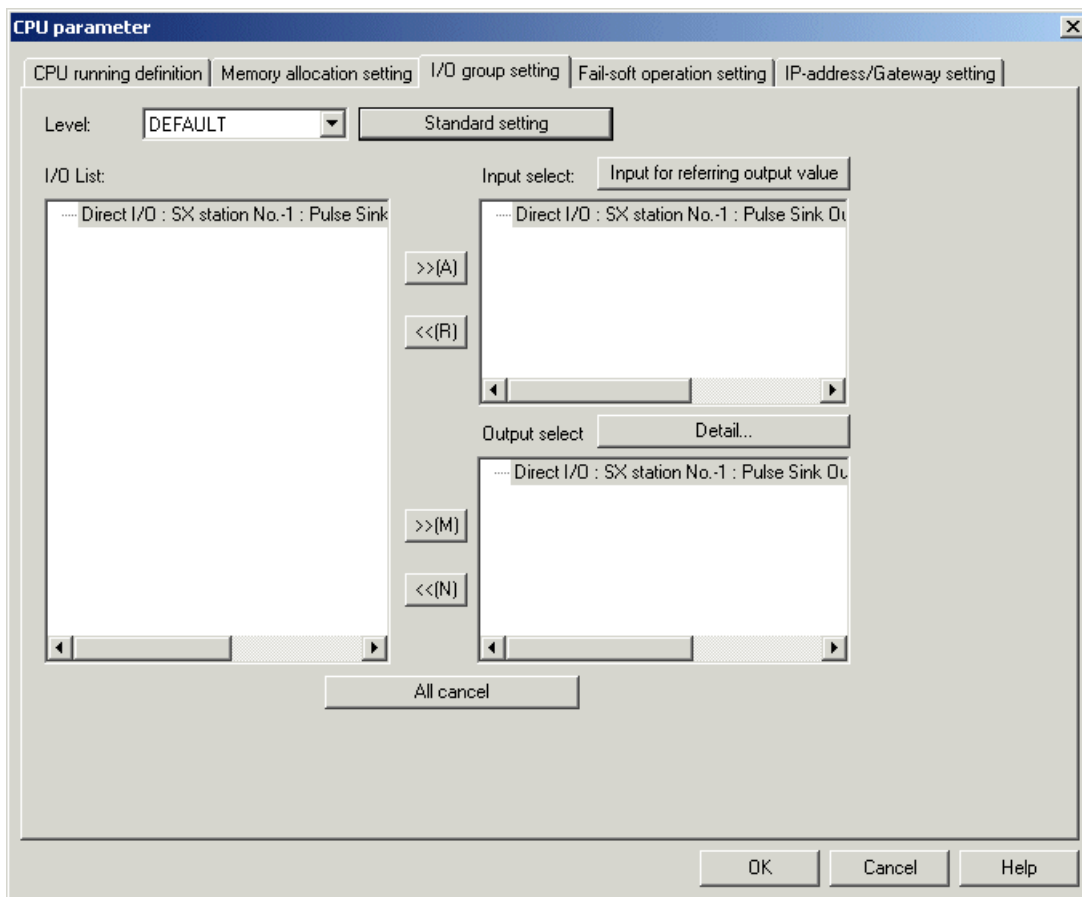 CPU parameter
CPU running definition
Memory allocation setting
I/O group setting
Fail-soft operation setting
IP-address/Gateway setting
Level:
DEFAULT
Standard setting
I/O List:
Input select:
Input for referring output value
Direct I/O : SX station No.-1 : Pulse Sink
Direct I/O : SX station No.-1 : Pulse Sink Ou
>>(A)
<<(R)
Output select
Detail...
Direct I/O : SX station No.-1 : Pulse Sink Ou
>>(M)
<<(N)
All cancel
OK
Cancel
Help